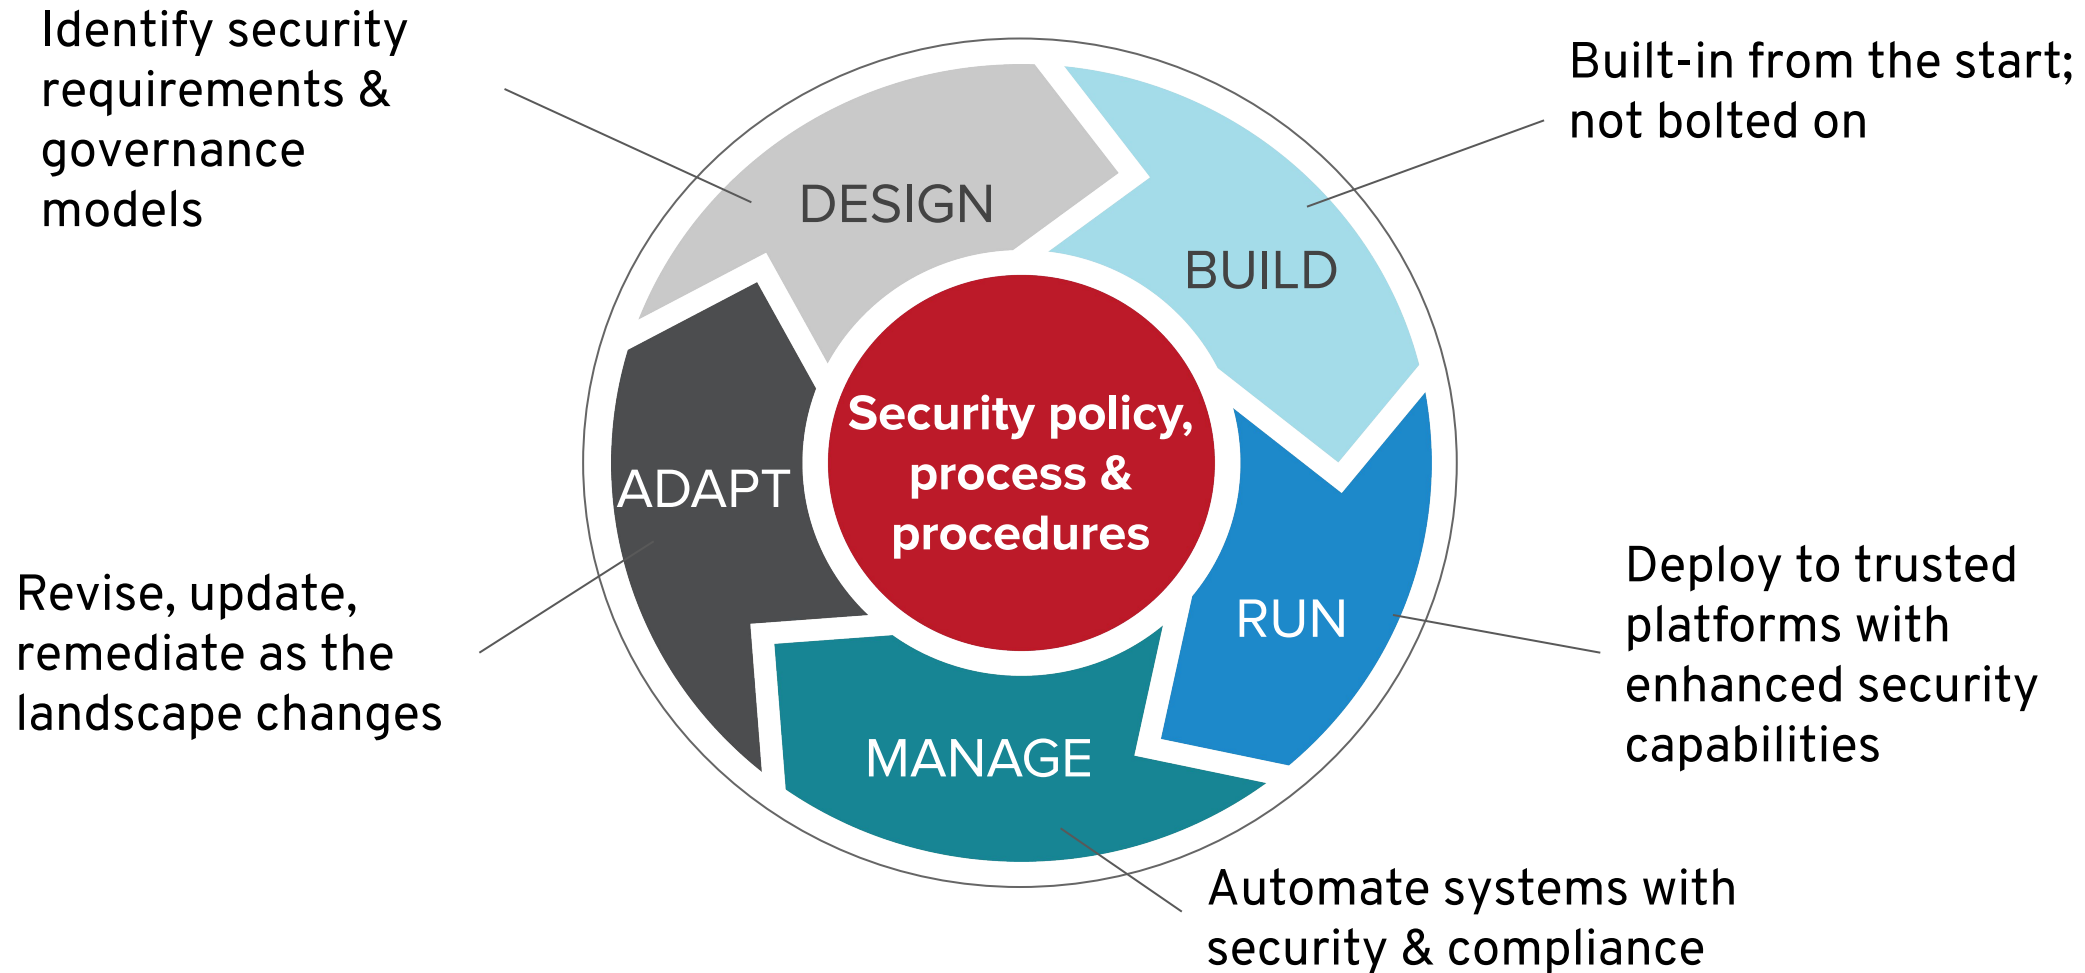 Identify security
requirements &
governance
models
Built-in from the start;
not bolted on
DESIGN
BUILD
Security policy,
process &
procedures
ADAPT
RUN
MANAGE
Revise, update,
remediate as the
landscape changes
Deploy to trusted
platforms with
enhanced security
capabilities
Automate systems with
security & compliance